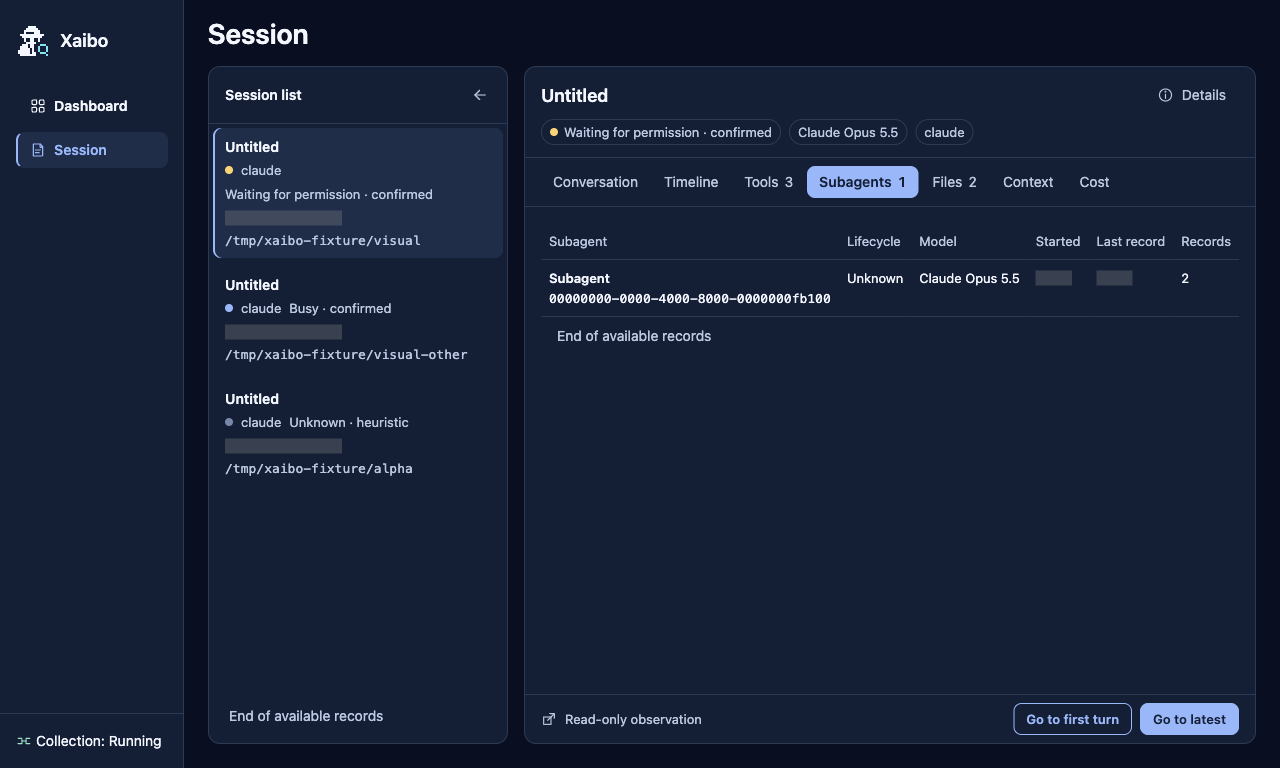 Xaibo
Dashboard
Session
Collection: Running
Session
Session list
Untitled
claude
Waiting for permission · confirmed
/tmp/xaibo-fixture/visual
Untitled
claude Busy · confirmed
/tmp/xaibo-fixture/visual-other
Untitled
claude Unknown · heuristic
/tmp/xaibo-fixture/alpha
End of available records
Untitled
Details
Waiting for permission · confirmed Claude Opus 5.5 claude
Conversation Timeline Tools 3 Subagents 1 Files 2 Context Cost
Subagent Lifecycle Model Started Last record Records
Subagent Unknown Claude Opus 5.5 2
00000000-0000-4000-8000-0000000fb100
End of available records
Read-only observation Go to first turn Go to latest